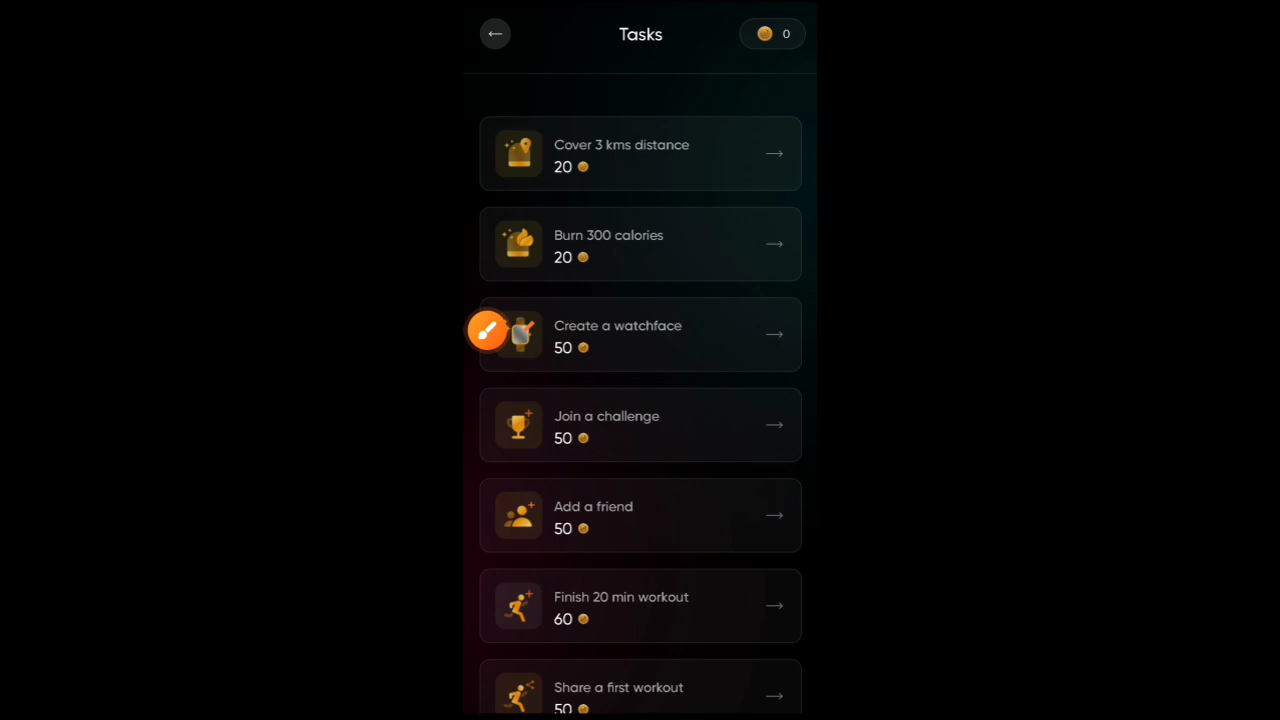 Tasks
0
Cover 3 kms distance
20
Burn 300 calories
20
Create a watchface
50
Join a challenge
50
Add a friend
50
Finish 20 min workout
60
Share a first workout
50